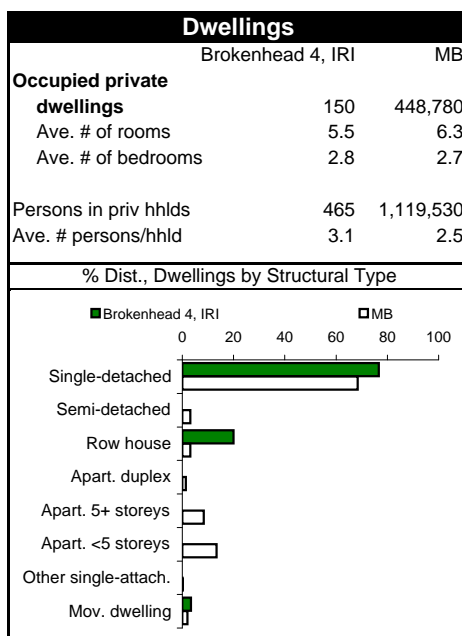 Dwellings
Brokenhead 4, IRI MB
Occupied private
dwellings 150 448,780
Ave. # of rooms 5.5 6.3
Ave. # of bedrooms 2.8 2.7
Persons in priv hhlds 465 1,119,530
Ave. # persons/hhld 3.1 2.5
% Dist., Dwellings by Structural Type
Brokenhead 4, IRI MB
0 20 40 60 80 100
Single-detached
Semi-detached
Row house
Apart. duplex
Apart. 5+ storeys
Apart. <5 storeys
Other single-attach.
Mov. dwelling